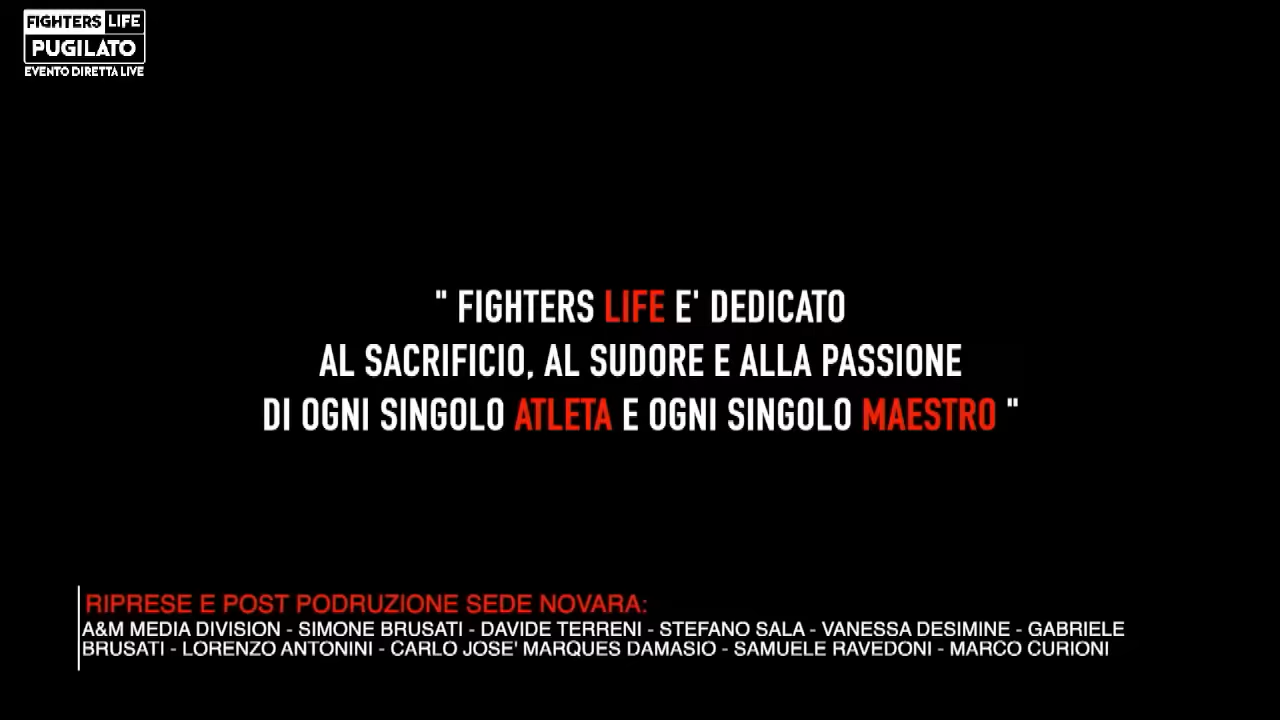 FIGHTERS LIFE
PUGILATO
EVENTO DIRETTA LIVE
" FIGHTERS LIFE E' DEDICATO
AL SACRIFICIO, AL SUDORE E ALLA PASSIONE
DI OGNI SINGOLO ATLETA E OGNI SINGOLO MAESTRO "
RIPRESE E POST PODRUZIONE SEDE NOVARA:
A&M MEDIA DIVISION - SIMONE BRUSATI - DAVIDE TERRENI - STEFANO SALA - VANESSA DESIMINE - GABRIELE
BRUSATI - LORENZO ANTONINI - CARLO JOSE' MARQUES DAMASIO - SAMUELE RAVEDONI - MARCO CURIONI